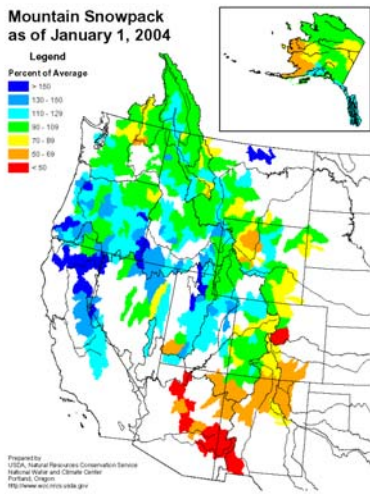 Mountain Snowpack
as of January 1, 2004
Legend
Percent of Average
> 150
130 - 150
110 - 129
90 - 109
70 - 89
50 - 69
< 50
Prepared by
USDA, Natural Resources Conservation Service
National Water and Climate Center
Portland, Oregon
http://www.wcc.nrcs.usda.gov/